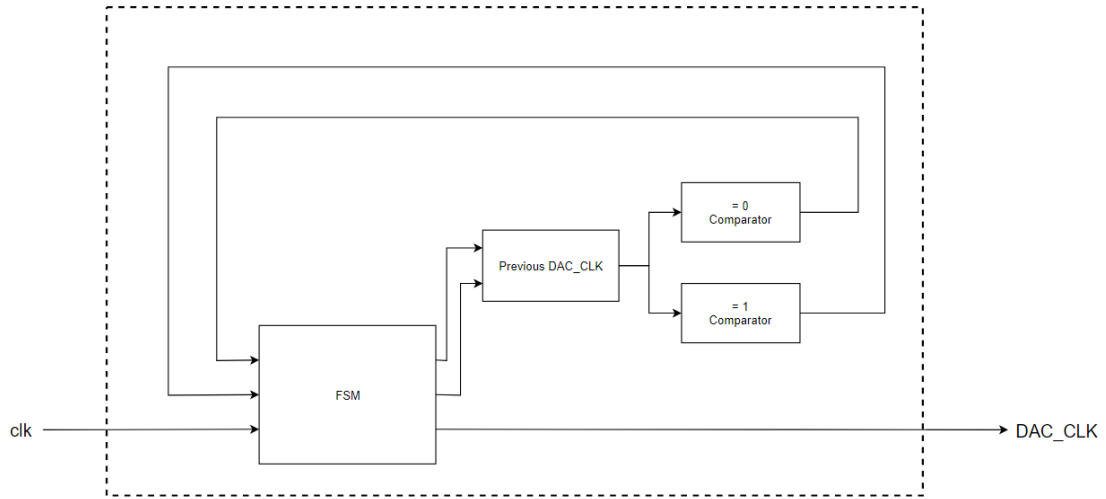 = 0
Comparator
Previous DAC_CLK
= 1
Comparator
FSM
clk
DAC_CLK